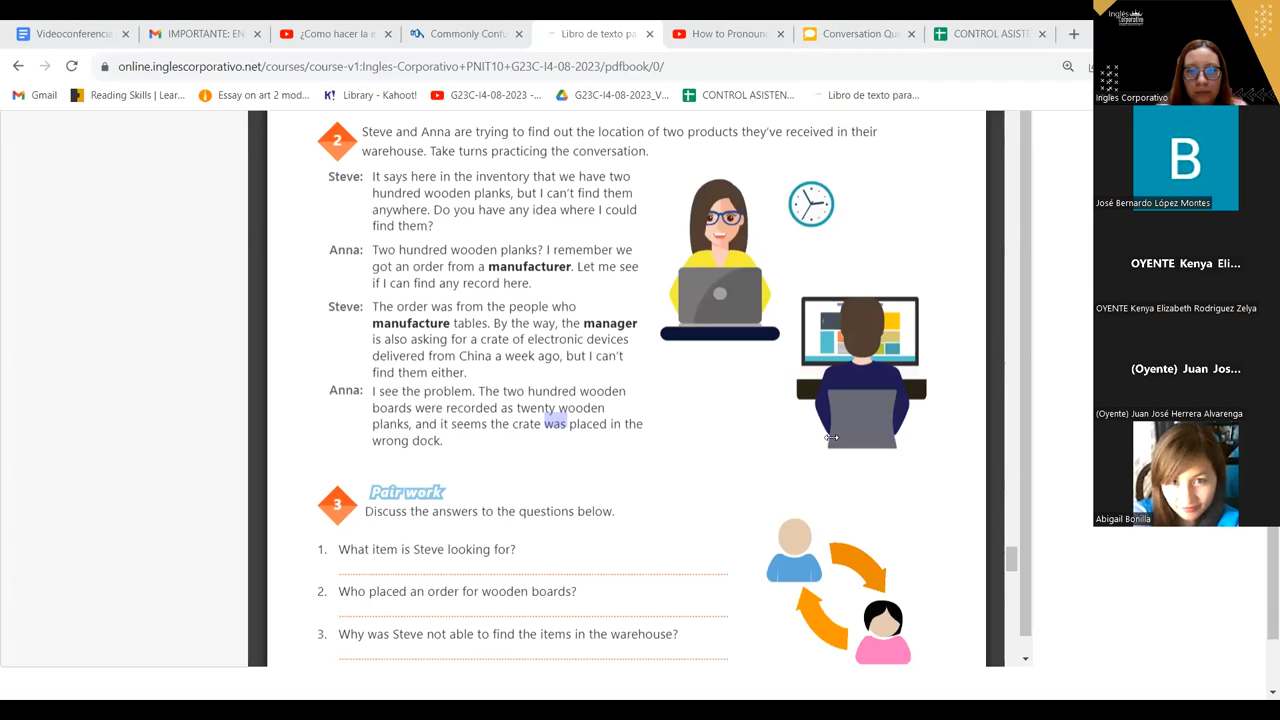 Videoconferencia
IMPORTANTE: EN
¿Como hacer la e
Commonly Confu
Libro de texto pa
How to Pronounc
Conversation Que
CONTROL ASISTE
online.inglescorporativo.net/courses/course-v1:Ingles-Corporativo+PNIT10+G23C-I4-08-2023/pdfbook/0/
Gmail
Reading Skills | Lear...
Essay on art 2 mod...
Library - Kano...
G23C-I4-08-2023 -...
G23C-I4-08-2023_V...
CONTROL ASISTEN...
Libro de texto para...
2
Steve and Anna are trying to find out the location of two products they've received in their
warehouse. Take turns practicing the conversation.
Steve: It says here in the inventory that we have two
hundred wooden planks, but I can't find them
anywhere. Do you have any idea where I could
find them?
Anna: Two hundred wooden planks? I remember we
got an order from a manufacturer. Let me see
if I can find any record here.
Steve: The order was from the people who
manufacture tables. By the way, the manager
is also asking for a crate of electronic devices
delivered from China a week ago, but I can't
find them either.
Anna: I see the problem. The two hundred wooden
boards were recorded as twenty wooden
planks, and it seems the crate was placed in the
wrong dock.
3
Pair work
Discuss the answers to the questions below.
1. What item is Steve looking for?
2. Who placed an order for wooden boards?
3. Why was Steve not able to find the items in the warehouse?
Inglés
Corporativo
Ingles Corporativo
B
José Bernardo López Montes
OYENTE Kenya Eli...
OYENTE Kenya Elizabeth Rodriguez Zelya
(Oyente) Juan Jos...
(Oyente) Juan José Herrera Alvarenga
Abigail Bonilla